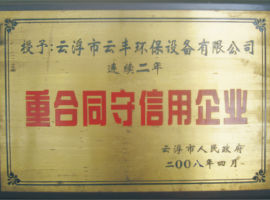 授予:云浮市云丰环保设备有限公司
连续二年
重合同守信用企业
云浮市人民政府
二00八年四月